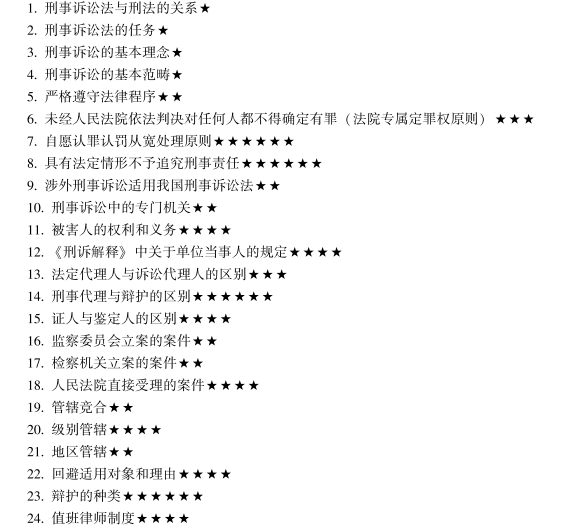 1. 刑事诉讼法与刑法的关系★
2. 刑事诉讼法的任务★
3. 刑事诉讼的基本理念★
4. 刑事诉讼的基本范畴★
5. 严格遵守法律程序★★
6. 未经人民法院依法判决对任何人都不得确定有罪（法院专属定罪权原则）★★★
7. 自愿认罪认罚从宽处理原则★★★★★★
8. 具有法定情形不予追究刑事责任★★★★★★
9. 涉外刑事诉讼适用我国刑事诉讼法★★
10. 刑事诉讼中的专门机关★★
11. 被害人的权利和义务★★★★
12. 《刑诉解释》中关于单位当事人的规定★★★★
13. 法定代理人与诉讼代理人的区别★★★
14. 刑事代理与辩护的区别★★★★★★
15. 证人与鉴定人的区别★★★★
16. 监察委员会立案的案件★★
17. 检察机关立案的案件★★
18. 人民法院直接受理的案件★★★★
19. 管辖竞合★★
20. 级别管辖★★★★
21. 地区管辖★★
22. 回避适用对象和理由★★★★
23. 辩护的种类★★★★★★
24. 值班律师制度★★★★